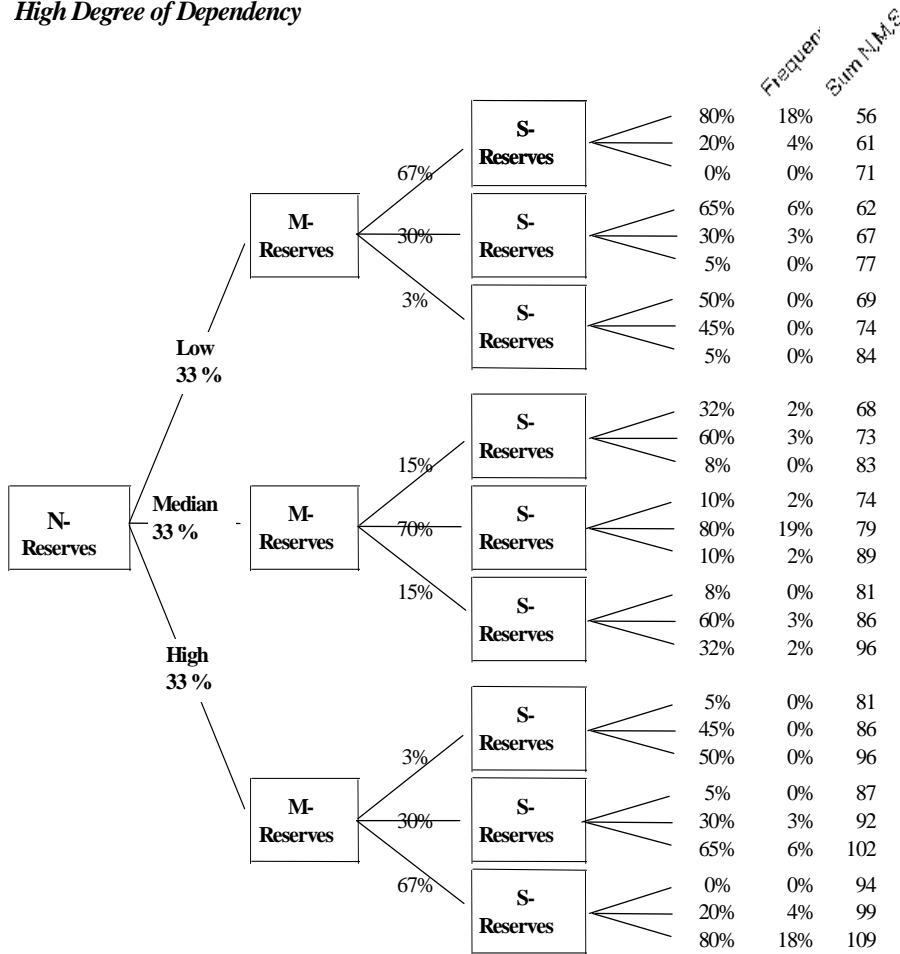 High Degree of Dependency
Sum N,M,S
S-
Reserves
80% 18% 56
20% 4% 61
0% 0% 71
67%
M-
Reserves
30%
S-
Reserves
65% 6% 62
30% 3% 67
5% 0% 77
3%
S-
Reserves
50% 0% 69
45% 0% 74
5% 0% 84
Low
33 %
S-
Reserves
32% 2% 68
60% 3% 73
8% 0% 83
15%
N-
Reserves
Median
33 %
M-
Reserves
70%
S-
Reserves
10% 2% 74
80% 19% 79
10% 2% 89
15%
S-
Reserves
8% 0% 81
60% 3% 86
32% 2% 96
High
33 %
S-
Reserves
5% 0% 81
45% 0% 86
50% 0% 96
3%
M-
Reserves
30%
S-
Reserves
5% 0% 87
30% 3% 92
65% 6% 102
67%
S-
Reserves
0% 0% 94
20% 4% 99
80% 18% 109